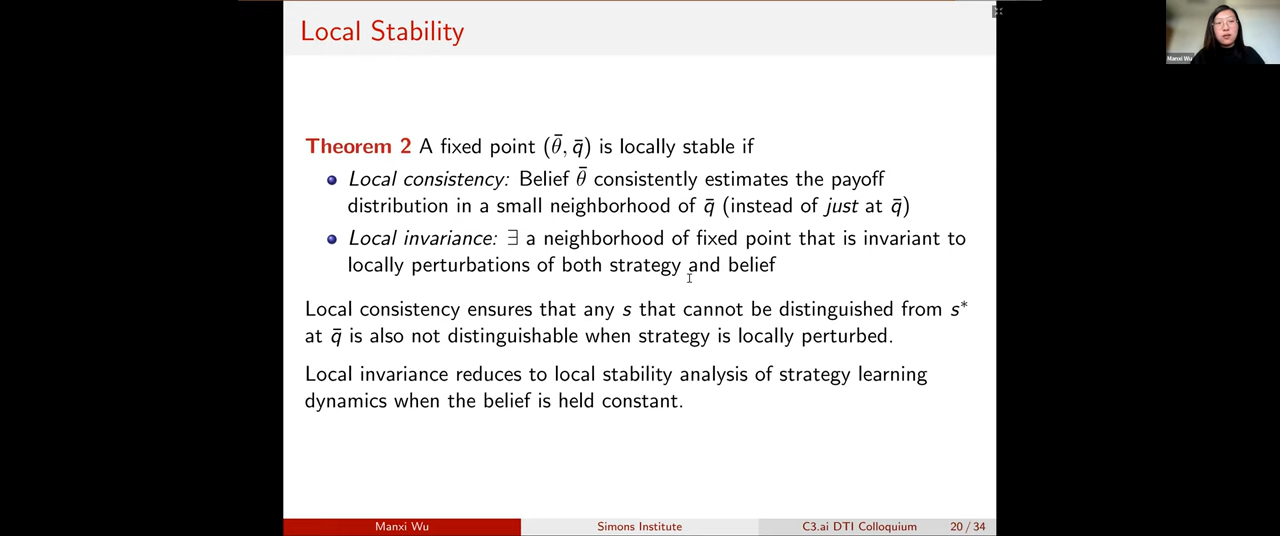 Local Stability
Manxi Wu
Theorem 2 A fixed point (θ̄, q̄) is locally stable if
Local consistency: Belief θ̄ consistently estimates the payoff
distribution in a small neighborhood of q̄ (instead of just at q̄)
Local invariance: ∃ a neighborhood of fixed point that is invariant to
locally perturbations of both strategy and belief
Local consistency ensures that any s that cannot be distinguished from s*
at q̄ is also not distinguishable when strategy is locally perturbed.
Local invariance reduces to local stability analysis of strategy learning
dynamics when the belief is held constant.
Manxi Wu Simons Institute C3.ai DTI Colloquium 20 / 34